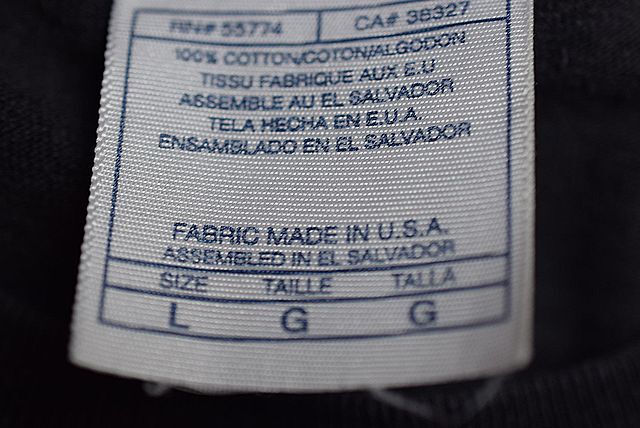 RN# 55774 CA# 38327
100% COTTON/COTON/ALGODON
TISSU FABRIQUE AUX E.U
ASSEMBLE AU EL SALVADOR
TELA HECHA EN E.U.A.
ENSAMBLADO EN EL SALVADOR
FABRIC MADE IN U.S.A.
ASSEMBLED IN EL SALVADOR
SIZE TAILLE TALLA
L G G